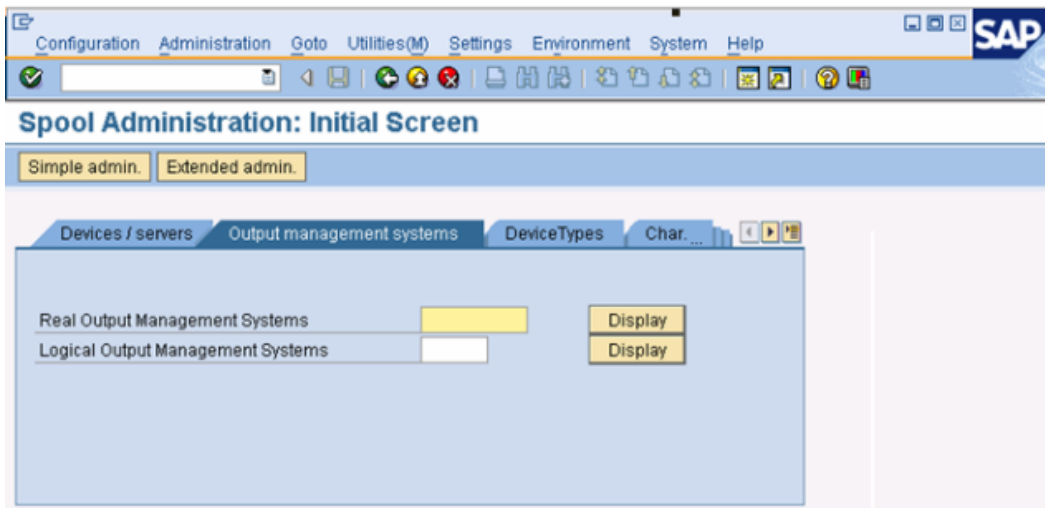 Configuration Administration Goto Utilities(M) Settings Environment System Help
SAP
Spool Administration: Initial Screen
Simple admin. Extended admin.
Devices / servers Output management systems DeviceTypes Char. ...
Real Output Management Systems Display
Logical Output Management Systems Display